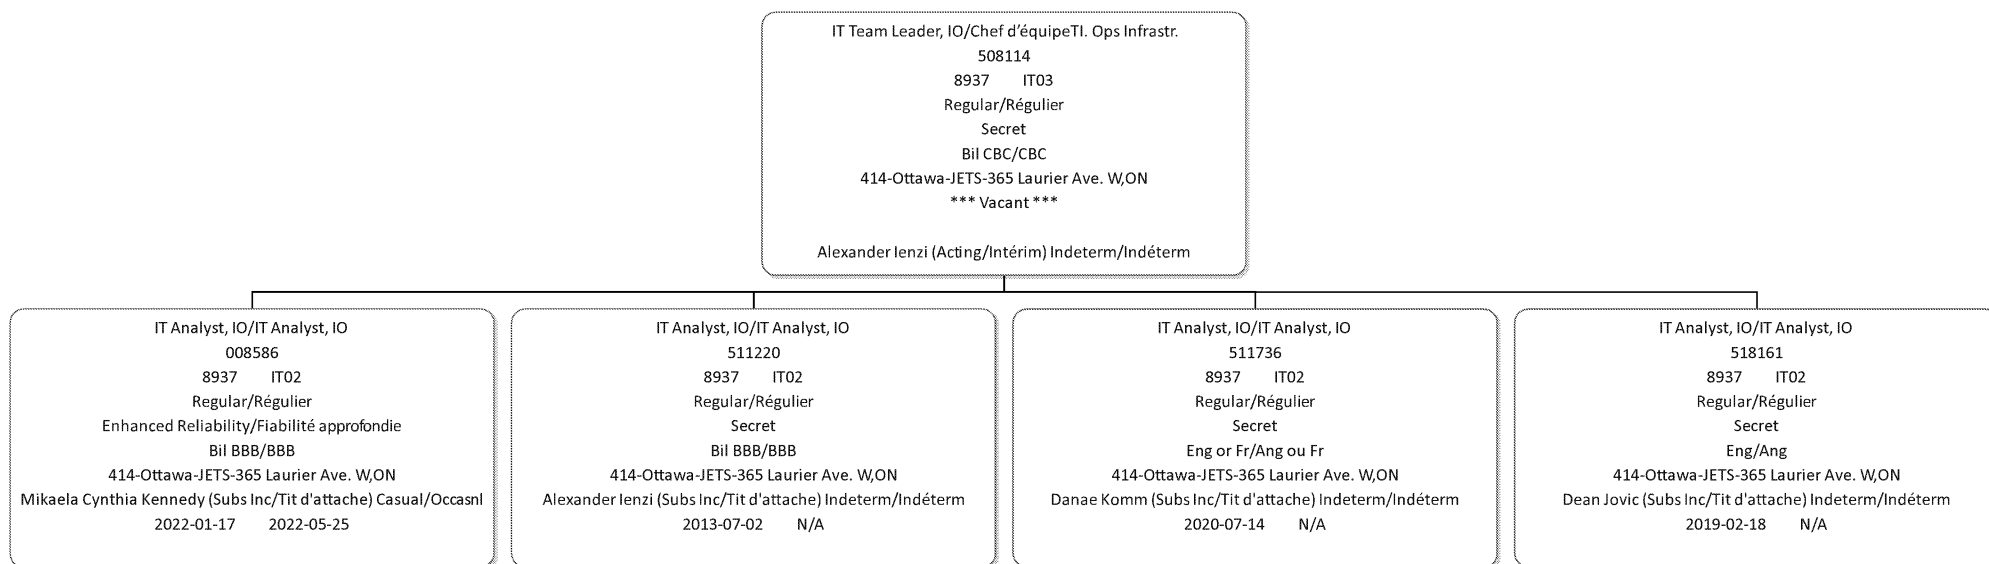 IT Team Leader, IO/Chef d'équipeTI. Ops Infrastr.
508114
8937 IT03
Regular/Régulier
Secret
Bil CBC/CBC
414-Ottawa-JETS-365 Laurier Ave. W,ON
*** Vacant ***
Alexander Ienzi (Acting/Intérim) Indeterm/Indéterm
IT Analyst, IO/IT Analyst, IO
008586
8937 IT02
Regular/Régulier
Enhanced Reliability/Fiabilité approfondie
Bil BBB/BBB
414-Ottawa-JETS-365 Laurier Ave. W,ON
Mikaela Cynthia Kennedy (Subs Inc/Tit d'attache) Casual/Occasnl
2022-01-17 2022-05-25
IT Analyst, IO/IT Analyst, IO
511220
8937 IT02
Regular/Régulier
Secret
Bil BBB/BBB
414-Ottawa-JETS-365 Laurier Ave. W,ON
Alexander Ienzi (Subs Inc/Tit d'attache) Indeterm/Indéterm
2013-07-02 N/A
IT Analyst, IO/IT Analyst, IO
511736
8937 IT02
Regular/Régulier
Secret
Eng or Fr/Ang ou Fr
414-Ottawa-JETS-365 Laurier Ave. W,ON
Danae Komm (Subs Inc/Tit d'attache) Indeterm/Indéterm
2020-07-14 N/A
IT Analyst, IO/IT Analyst, IO
518161
8937 IT02
Regular/Régulier
Secret
Eng/Ang
414-Ottawa-JETS-365 Laurier Ave. W,ON
Dean Jovic (Subs Inc/Tit d'attache) Indeterm/Indéterm
2019-02-18 N/A